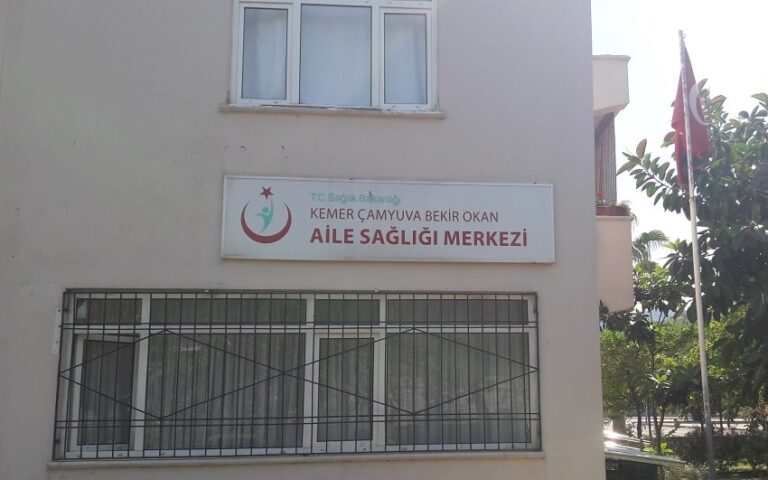 T.C. Sağlık Bakanlığı
KEMER ÇAMYUVA BEKİR OKAN
AİLE SAĞLIĞI MERKEZİ